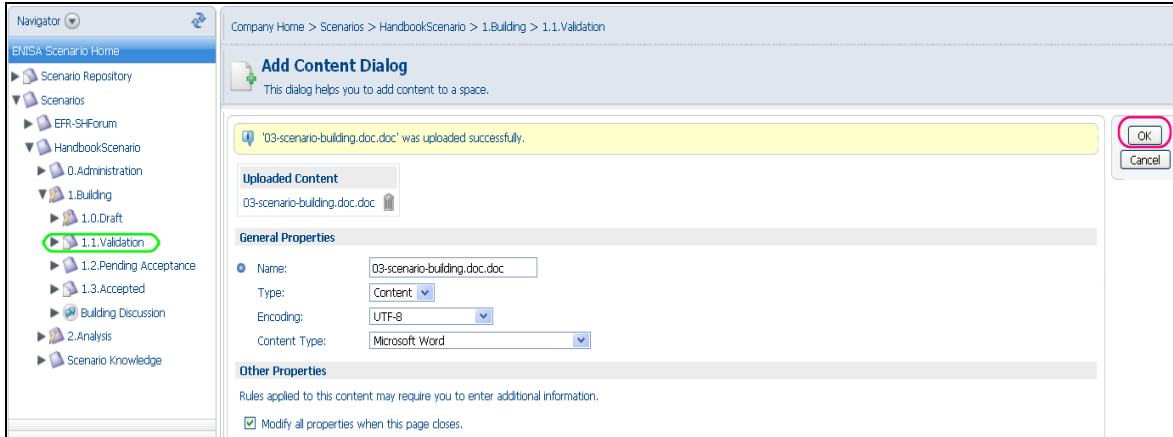 Navigator
ENISA Scenario Home
Scenario Repository
Scenarios
EFR-SHForum
HandbookScenario
0.Administration
1.Building
1.0.Draft
1.1.Validation
1.2.Pending Acceptance
1.3.Accepted
Building Discussion
2.Analysis
Scenario Knowledge
Company Home > Scenarios > HandbookScenario > 1.Building > 1.1.Validation
Add Content Dialog
This dialog helps you to add content to a space.
'03-scenario-building.doc.doc' was uploaded successfully.
OK
Cancel
Uploaded Content
03-scenario-building.doc.doc
General Properties
Name: 03-scenario-building.doc.doc
Type: Content
Encoding: UTF-8
Content Type: Microsoft Word
Other Properties
Rules applied to this content may require you to enter additional information.
Modify all properties when this page closes.